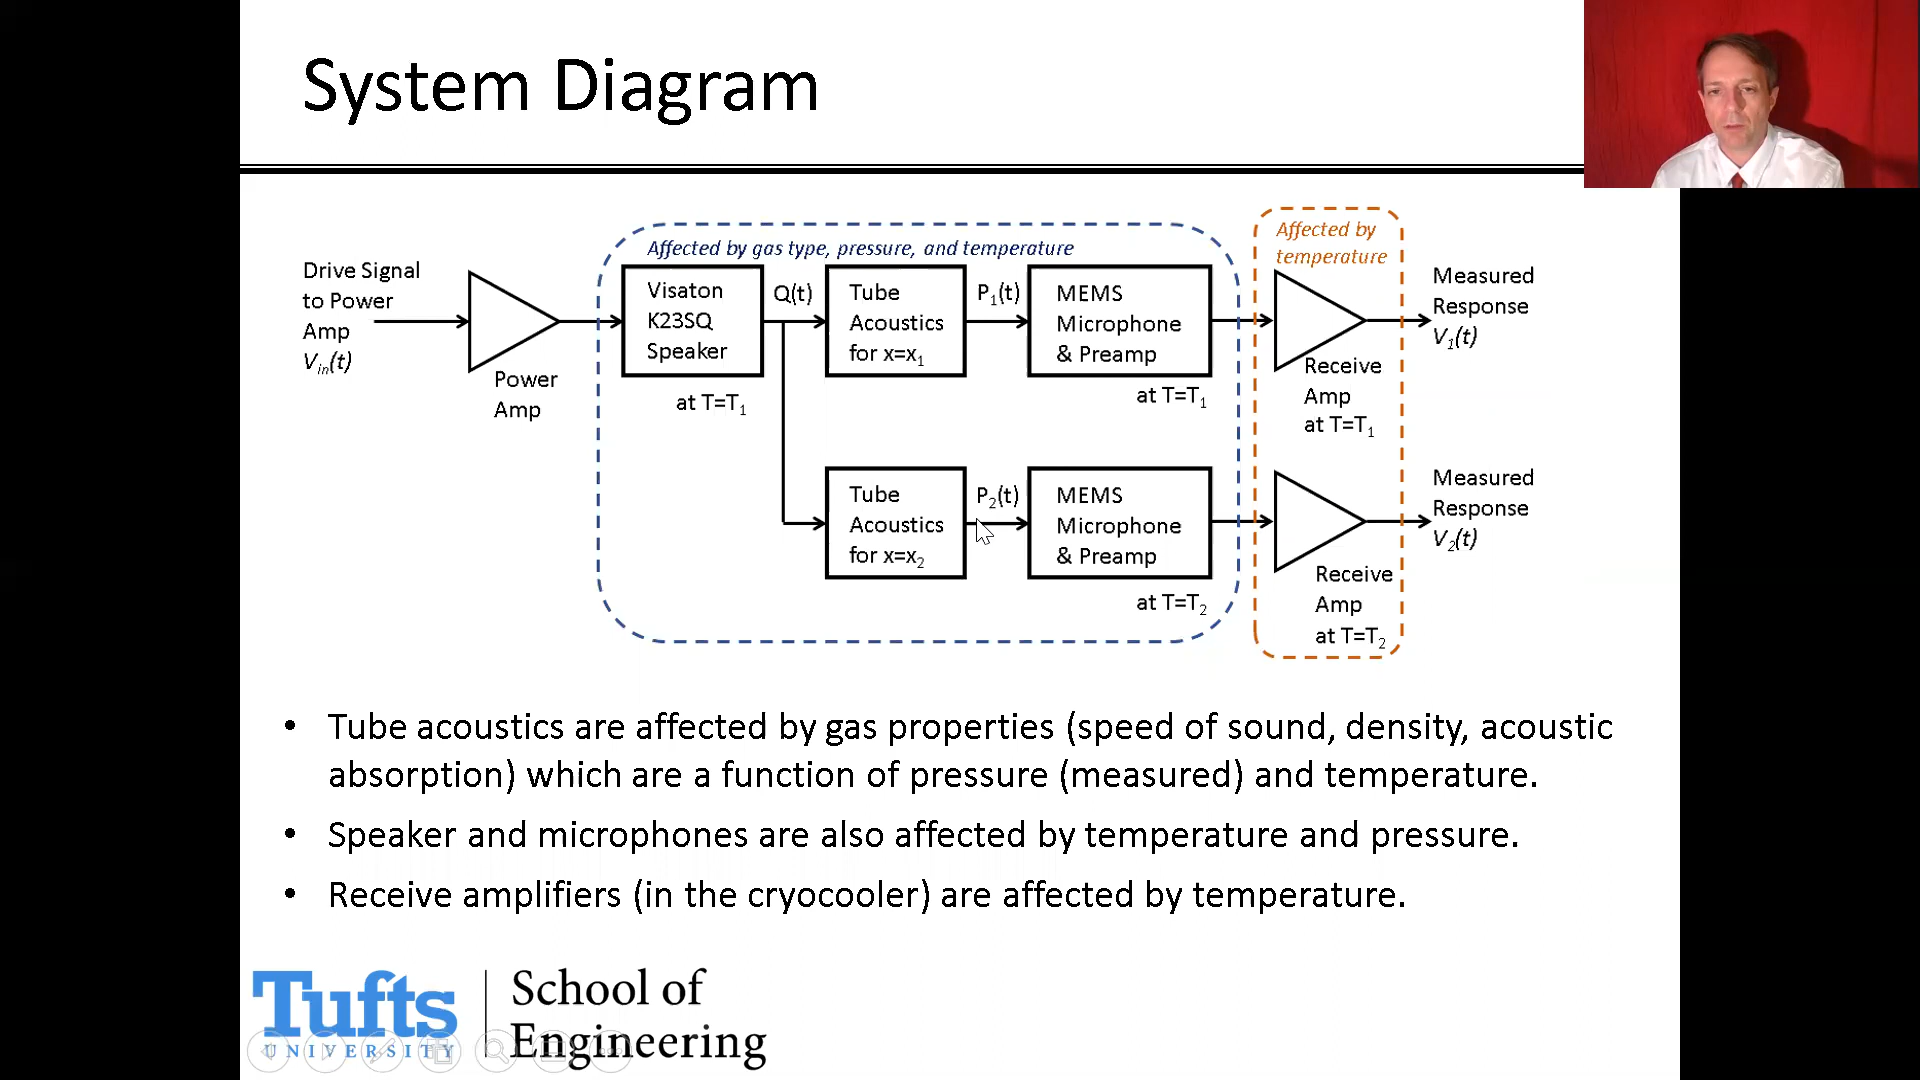 System Diagram
Affected by gas type, pressure, and temperature
Affected by
temperature
Drive Signal
to Power
Amp
Vin(t)
Power
Amp
Visaton
K23SQ
Speaker
at T=T1
Q(t)
Tube
Acoustics
for x=x1
P1(t)
MEMS
Microphone
& Preamp
at T=T1
Receive
Amp
at T=T1
Measured
Response
V1(t)
Tube
Acoustics
for x=x2
P2(t)
MEMS
Microphone
& Preamp
at T=T2
Receive
Amp
at T=T2
Measured
Response
V2(t)
• Tube acoustics are affected by gas properties (speed of sound, density, acoustic
absorption) which are a function of pressure (measured) and temperature.
• Speaker and microphones are also affected by temperature and pressure.
• Receive amplifiers (in the cryocooler) are affected by temperature.
Tufts
UNIVERSITY
School of
Engineering